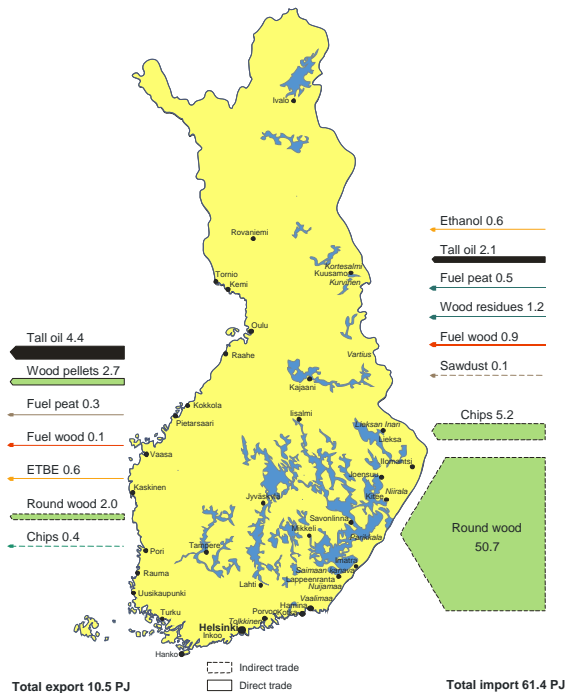 Ivalo
Ethanol 0.6
Rovaniemi
Tall oil 2.1
Kortesalmi
Kuusamo
Tornio
Fuel peat 0.5
Kurvinen
Kemi
Wood residues 1.2
Oulu
Tall oil 4.4
Fuel wood 0.9
Raahe
Vartius
Wood pellets 2.7
Sawdust 0.1
Kajaani
Fuel peat 0.3
Kokkola
Pietarsaari
Iisalmi
Chips 5.2
Lieksan Inari
Lieksa
Fuel wood 0.1
Vaasa
Ilomantsi
ETBE 0.6
Joensuu
Kaskinen
Niirala
Jyväskylä
Kitee
Round wood 2.0
Savonlinna
Round wood
50.7
Mikkeli
Parikkala
Chips 0.4
Pori
Tampere
Imatra
Rauma
Saimaan kanava
Lappeenranta
Lahti
Nuijamaa
Uusikaupunki
Vaalimaa
Hamina
Turku
Porvoo
Kotka
Tolkkinen
Helsinki
Inkoo
Hanko
Indirect trade
Total export 10.5 PJ
Direct trade
Total import 61.4 PJ